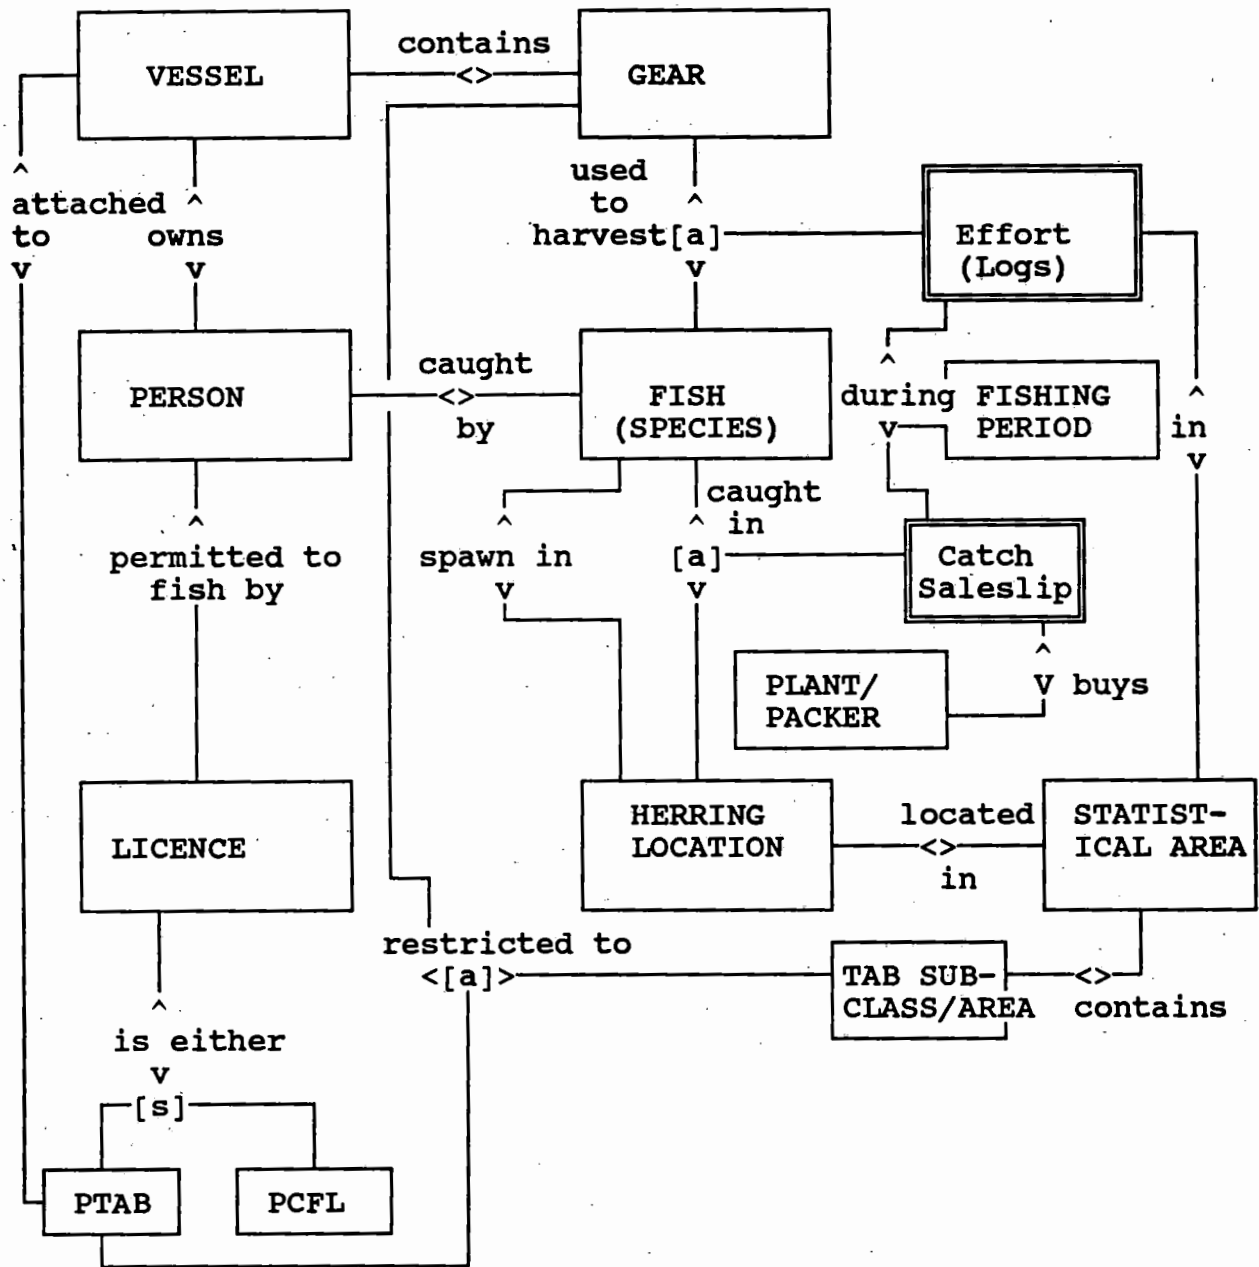 contains
VESSEL <> GEAR
^ ^ used ^
attached ^ to ^
to owns harvest[a] Effort
v v v (Logs)
caught ^ during FISHING ^
PERSON <> FISH v PERIOD in
by (SPECIES) v
^ ^ caught
^ in
permitted to spawn in [a] Catch
fish by v v Saleslip
^
PLANT/ V buys
PACKER
HERRING located STATIST-
LICENCE LOCATION <> ICAL AREA
in
restricted to
<[a]> TAB SUB- <>
^ CLASS/AREA contains
is either
v
[s]
PTAB PCFL